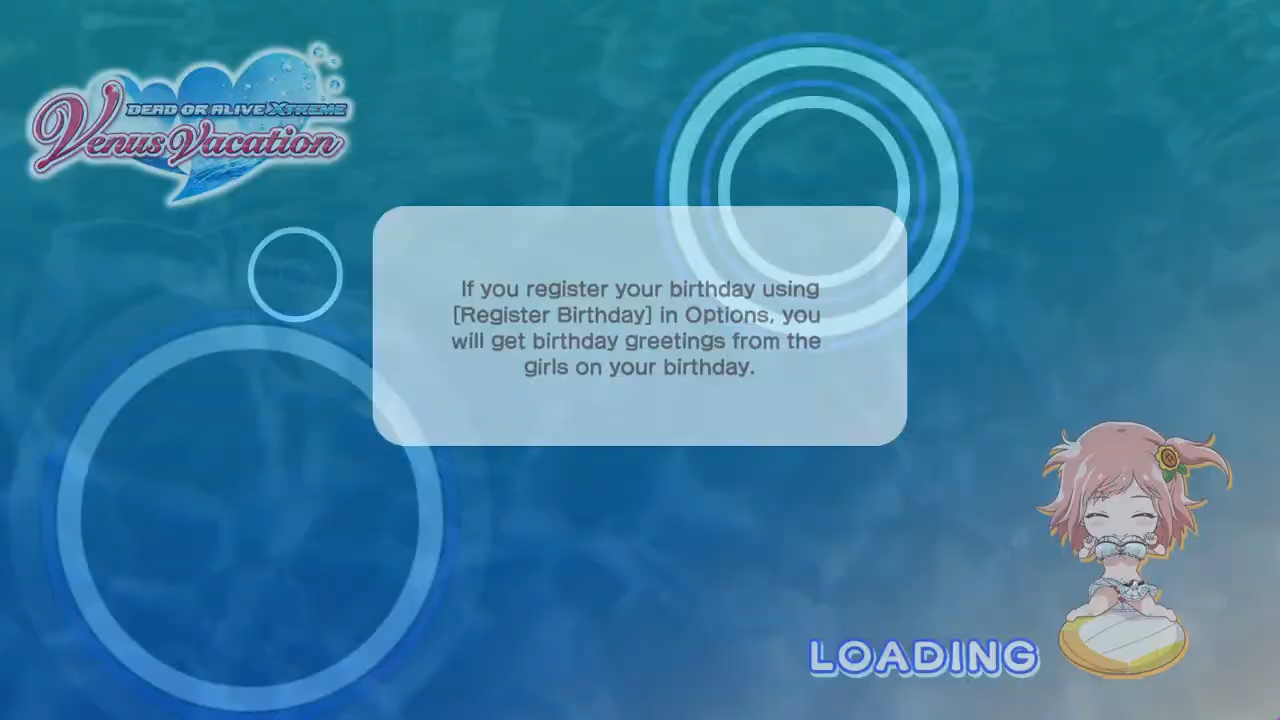 DEAD OR ALIVE XTREME
Venus Vacation
If you register your birthday using
[Register Birthday] in Options, you
will get birthday greetings from the
girls on your birthday.
LOADING